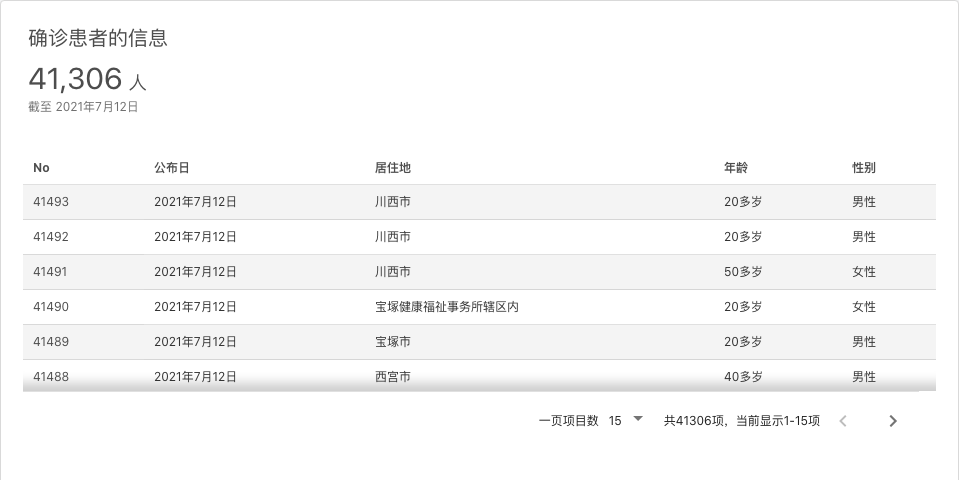 确诊患者的信息
41,306 人
截至 2021年7月12日
No 公布日 居住地 年龄 性别
41493 2021年7月12日 川西市 20多岁 男性
41492 2021年7月12日 川西市 20多岁 男性
41491 2021年7月12日 川西市 50多岁 女性
41490 2021年7月12日 宝塚健康福祉事务所辖区内 20多岁 女性
41489 2021年7月12日 宝塚市 20多岁 男性
41488 2021年7月12日 西宫市 40多岁 男性
一页项目数 15 共41306项，当前显示1-15项